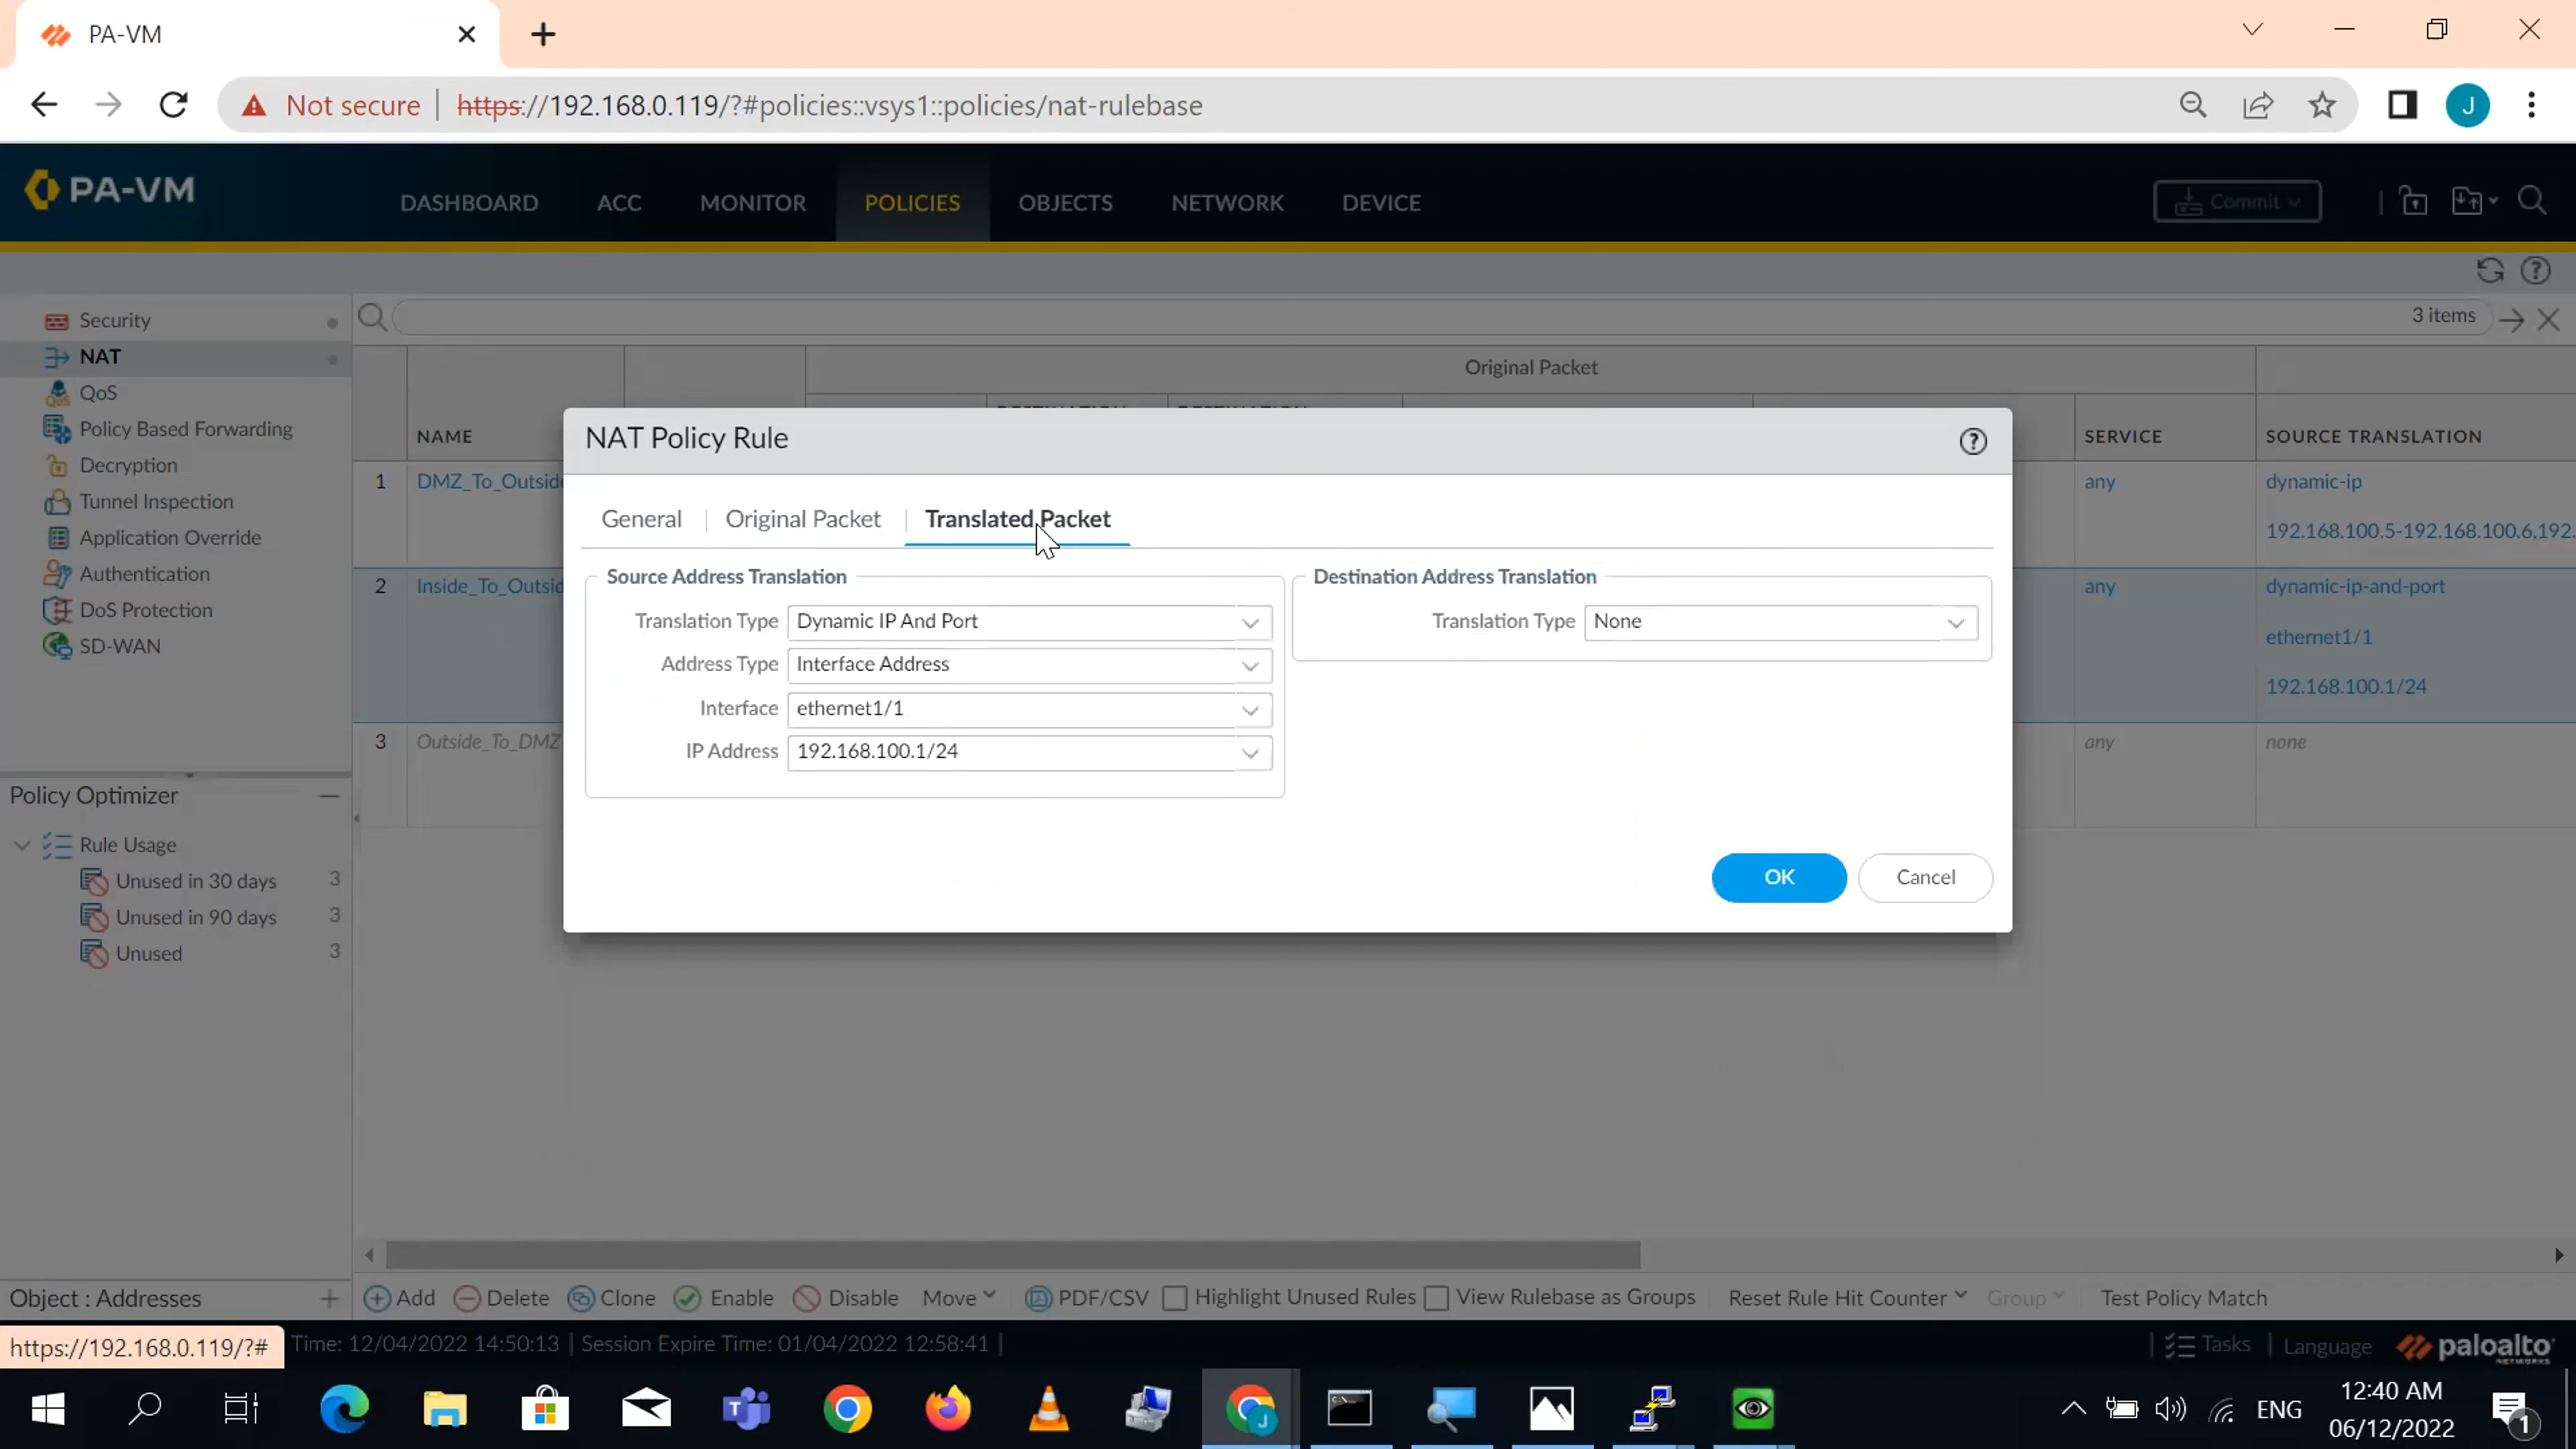 PA-VM
Not secure | https://192.168.0.119/?#policies::vsys1::policies/nat-rulebase
J
PA-VM
DASHBOARD ACC MONITOR POLICIES OBJECTS NETWORK DEVICE
Commit
Security
NAT
QoS
Policy Based Forwarding
Decryption
Tunnel Inspection
Application Override
Authentication
DoS Protection
SD-WAN
3 items
Original Packet
NAME SERVICE SOURCE TRANSLATION
1 DMZ_To_Outside any dynamic-ip
192.168.100.5-192.168.100.6,192.
2 Inside_To_Outsid any dynamic-ip-and-port
ethernet1/1
192.168.100.1/24
3 Outside_To_DMZ any none
NAT Policy Rule
General | Original Packet | Translated Packet
Source Address Translation
Translation Type Dynamic IP And Port
Address Type Interface Address
Interface ethernet1/1
IP Address 192.168.100.1/24
Destination Address Translation
Translation Type None
OK Cancel
Policy Optimizer
Rule Usage
Unused in 30 days 3
Unused in 90 days 3
Unused 3
Object : Addresses
Add Delete Clone Enable Disable Move PDF/CSV Highlight Unused Rules View Rulebase as Groups Reset Rule Hit Counter Group Test Policy Match
https://192.168.0.119/?#
Time: 12/04/2022 14:50:13 | Session Expire Time: 01/04/2022 12:58:41 |
Tasks | Language
paloalto
NETWORKS
ENG
12:40 AM
06/12/2022
1